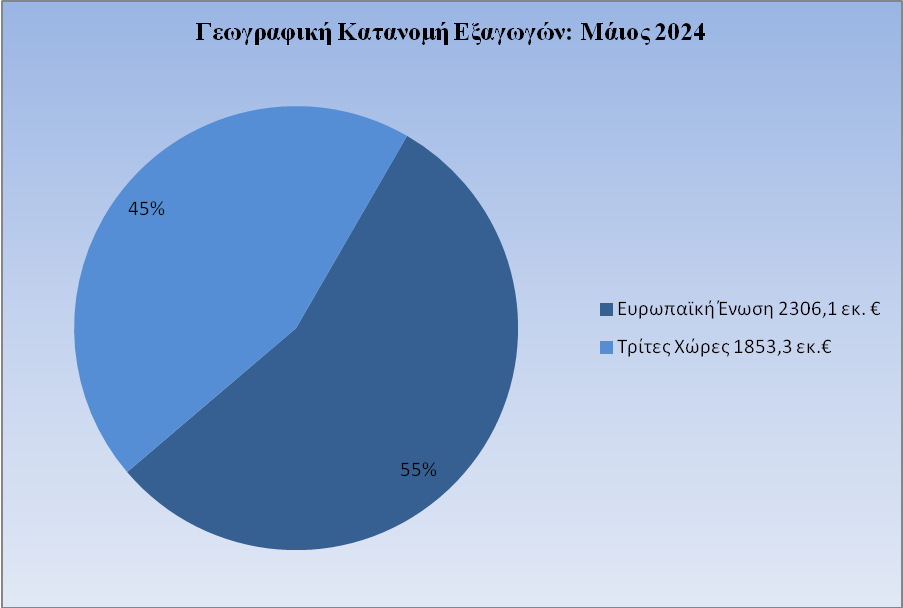 Γεωγραφική Κατανομή Εξαγωγών: Μάιος 2024
45%
Ευρωπαϊκή Ένωση 2306,1 εκ. €
Τρίτες Χώρες 1853,3 εκ.€
55%